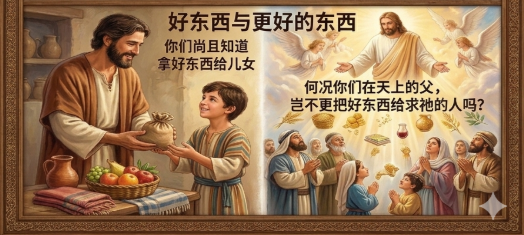 好东西与更好的东西
你们尚且知道
拿好东西给儿女
何况你们在天上的父，
岂不更把好东西给求祂的人吗？